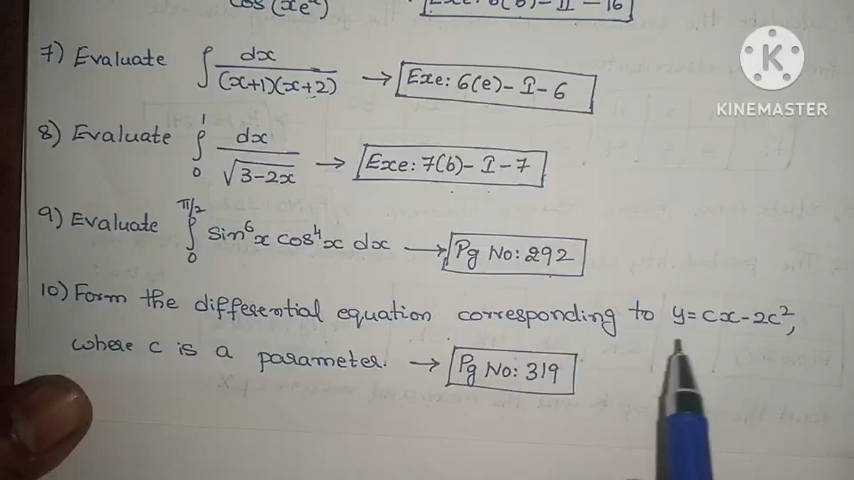 cos(xeˣ)
7) Evaluate ∫ dx/((x+1)(x+2)) → Exe: 6(e)-I-6
K
KINEMASTER
8) Evaluate ∫₀¹ dx/√(3-2x) → Exe: 7(b)-I-7
9) Evaluate ∫₀^(π/2) sin⁶x cos⁴x dx → Pg No: 292
10) Form the differential equation corresponding to y = cx - 2c²,
where c is a parameter. → Pg No: 319